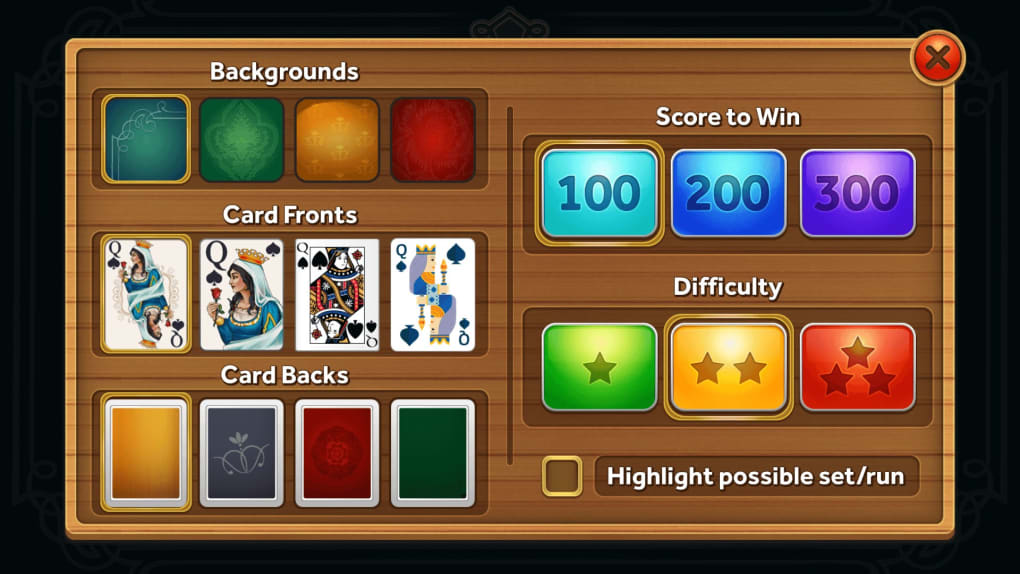 Backgrounds
Card Fronts
Q
Q
Q
Q
Q
Q
Q
Q
Card Backs
Score to Win
100
200
300
Difficulty
Highlight possible set/run